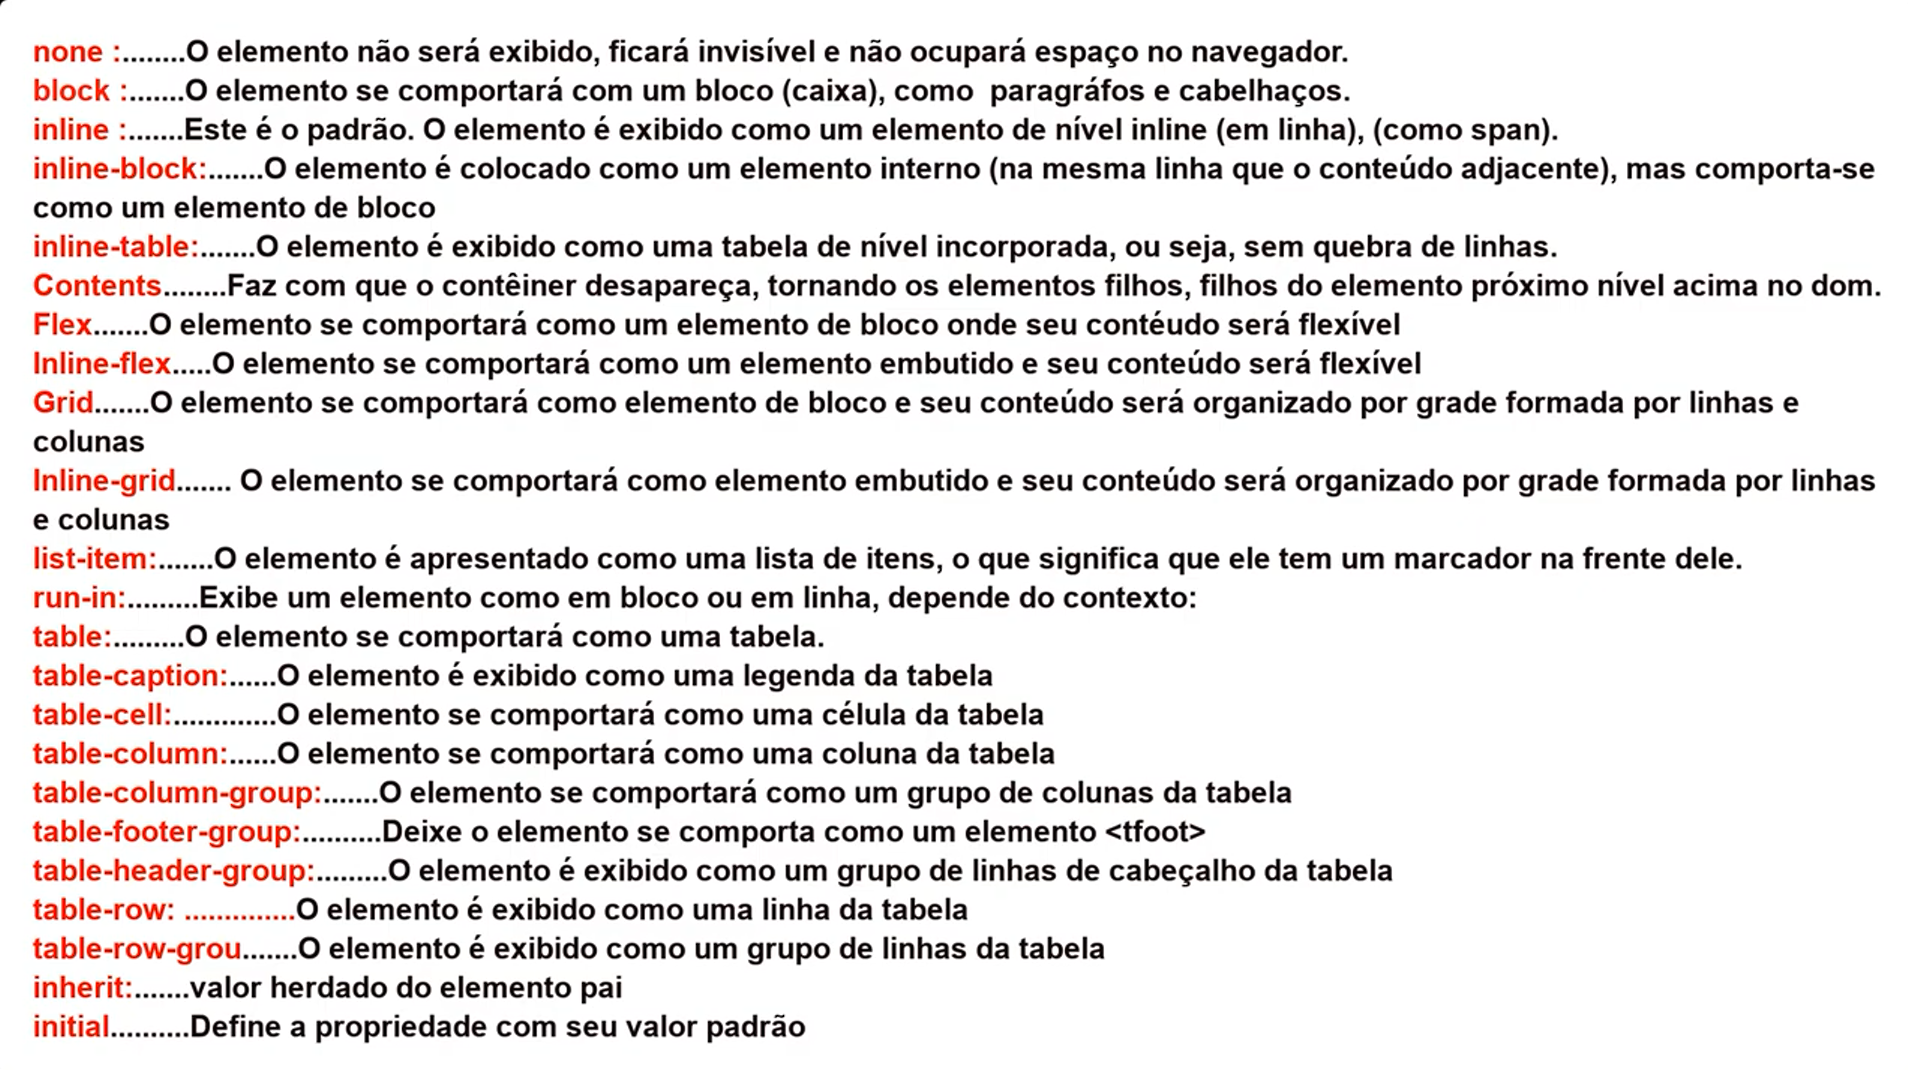 none :........O elemento não será exibido, ficará invisível e não ocupará espaço no navegador.
block :.......O elemento se comportará com um bloco (caixa), como  paragráfos e cabelhaços.
inline :.......Este é o padrão. O elemento é exibido como um elemento de nível inline (em linha), (como span).
inline-block:.......O elemento é colocado como um elemento interno (na mesma linha que o conteúdo adjacente), mas comporta-se
como um elemento de bloco
inline-table:.......O elemento é exibido como uma tabela de nível incorporada, ou seja, sem quebra de linhas.
Contents........Faz com que o contêiner desapareça, tornando os elementos filhos, filhos do elemento próximo nível acima no dom.
Flex.......O elemento se comportará como um elemento de bloco onde seu contéudo será flexível
Inline-flex.....O elemento se comportará como um elemento embutido e seu conteúdo será flexível
Grid.......O elemento se comportará como elemento de bloco e seu conteúdo será organizado por grade formada por linhas e
colunas
Inline-grid....... O elemento se comportará como elemento embutido e seu conteúdo será organizado por grade formada por linhas
e colunas
list-item:.......O elemento é apresentado como uma lista de itens, o que significa que ele tem um marcador na frente dele.
run-in:.........Exibe um elemento como em bloco ou em linha, depende do contexto:
table:.........O elemento se comportará como uma tabela.
table-caption:......O elemento é exibido como uma legenda da tabela
table-cell:.............O elemento se comportará como uma célula da tabela
table-column:......O elemento se comportará como uma coluna da tabela
table-column-group:.......O elemento se comportará como um grupo de colunas da tabela
table-footer-group:..........Deixe o elemento se comporta como um elemento <tfoot>
table-header-group:.........O elemento é exibido como um grupo de linhas de cabeçalho da tabela
table-row: ..............O elemento é exibido como uma linha da tabela
table-row-grou.......O elemento é exibido como um grupo de linhas da tabela
inherit:.......valor herdado do elemento pai
initial..........Define a propriedade com seu valor padrão